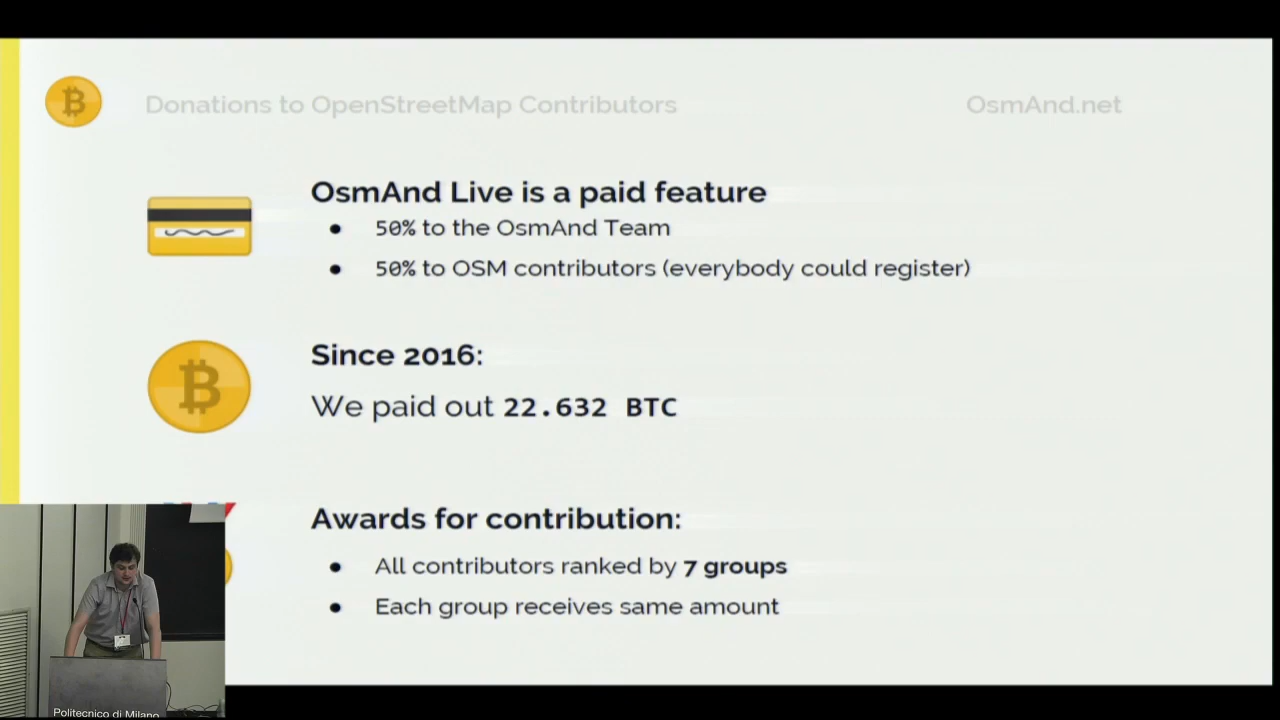 Donations to OpenStreetMap Contributors
OsmAnd.net
OsmAnd Live is a paid feature
● 50% to the OsmAnd Team
● 50% to OSM contributors (everybody could register)
Since 2016:
We paid out 22.632 BTC
Awards for contribution:
● All contributors ranked by 7 groups
● Each group receives same amount
Politecnico di Milano